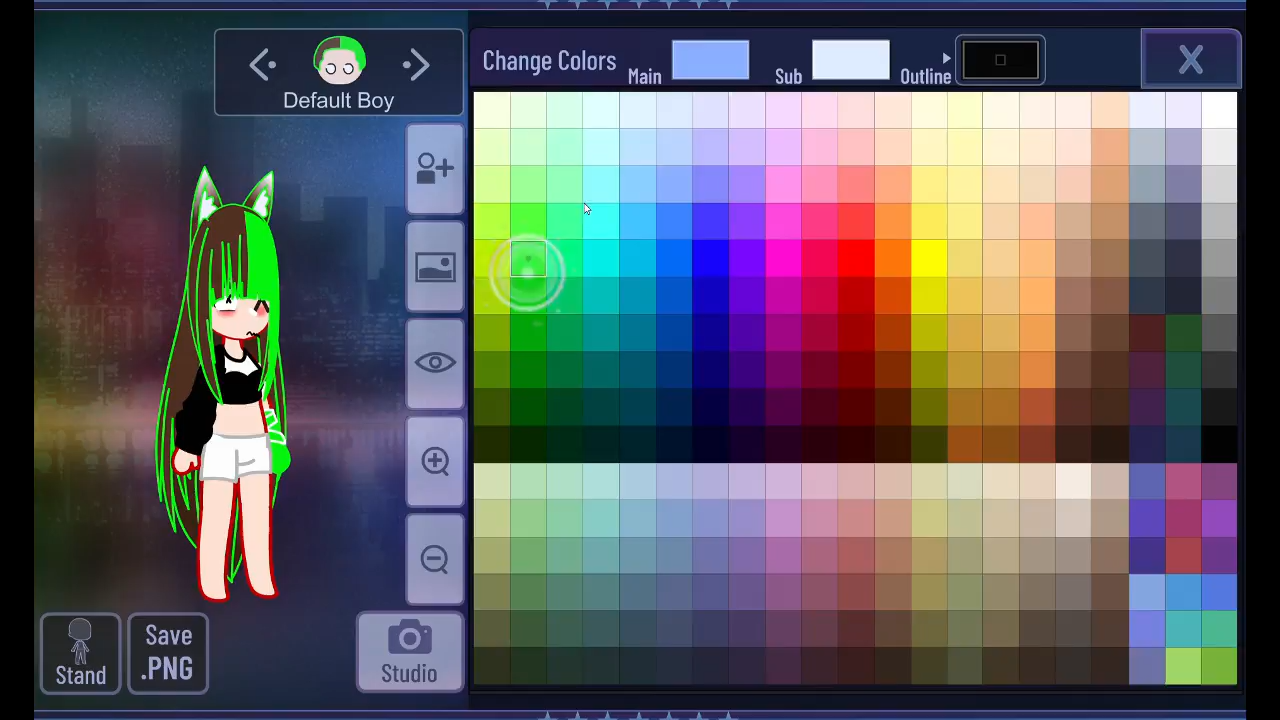 Default Boy
Change Colors
Main
Sub
Outline
Stand
Save
.PNG
Studio